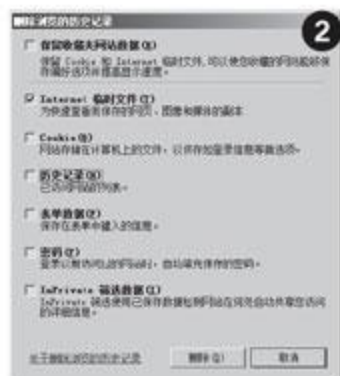 删除浏览的历史记录
2
保留收藏夹网站数据(R)
保留 Cookie 和 Internet 临时文件,可以使您收藏的网站能够保
存偏好选项并提高显示速度。
Internet 临时文件(T)
为快速查看而保存的网页、图像和媒体的副本
Cookie(O)
网站存储在计算机上的文件,以保存如登录信息等首选项。
历史记录(H)
已访问网站的列表。
表单数据(F)
保存在表单中键入的信息。
密码(P)
登录以前访问过的网站时,自动填充保存的密码。
InPrivate 筛选数据(I)
InPrivate 筛选使用已保存数据检测网站在何处自动共享您访问
的详细信息。
关于删除浏览的历史记录
删除(D)
取消